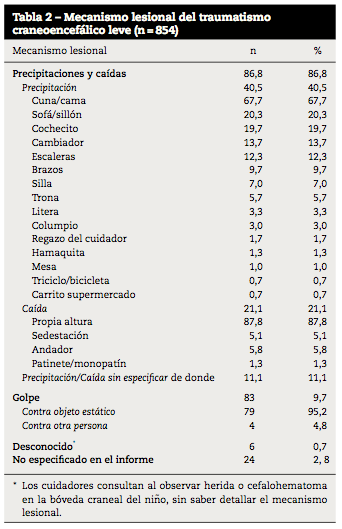 Tabla 2 – Mecanismo lesional del traumatismo
craneoencefálico leve (n = 854)
Mecanismo lesional n %
Precipitaciones y caídas 86,8 86,8
Precipitación 40,5 40,5
Cuna/cama 67,7 67,7
Sofá/sillón 20,3 20,3
Cochecito 19,7 19,7
Cambiador 13,7 13,7
Escaleras 12,3 12,3
Brazos 9,7 9,7
Silla 7,0 7,0
Trona 5,7 5,7
Litera 3,3 3,3
Columpio 3,0 3,0
Regazo del cuidador 1,7 1,7
Hamaquita 1,3 1,3
Mesa 1,0 1,0
Triciclo/bicicleta 0,7 0,7
Carrito supermercado 0,7 0,7
Caída 21,1 21,1
Propia altura 87,8 87,8
Sedestación 5,1 5,1
Andador 5,8 5,8
Patinete/monopatín 1,3 1,3
Precipitación/Caída sin especificar de donde 11,1 11,1
Golpe 83 9,7
Contra objeto estático 79 95,2
Contra otra persona 4 4,8
Desconocido* 6 0,7
No especificado en el informe 24 2, 8
* Los cuidadores consultan al observar herida o cefalohematoma
en la bóveda craneal del niño, sin saber detallar el mecanismo
lesional.